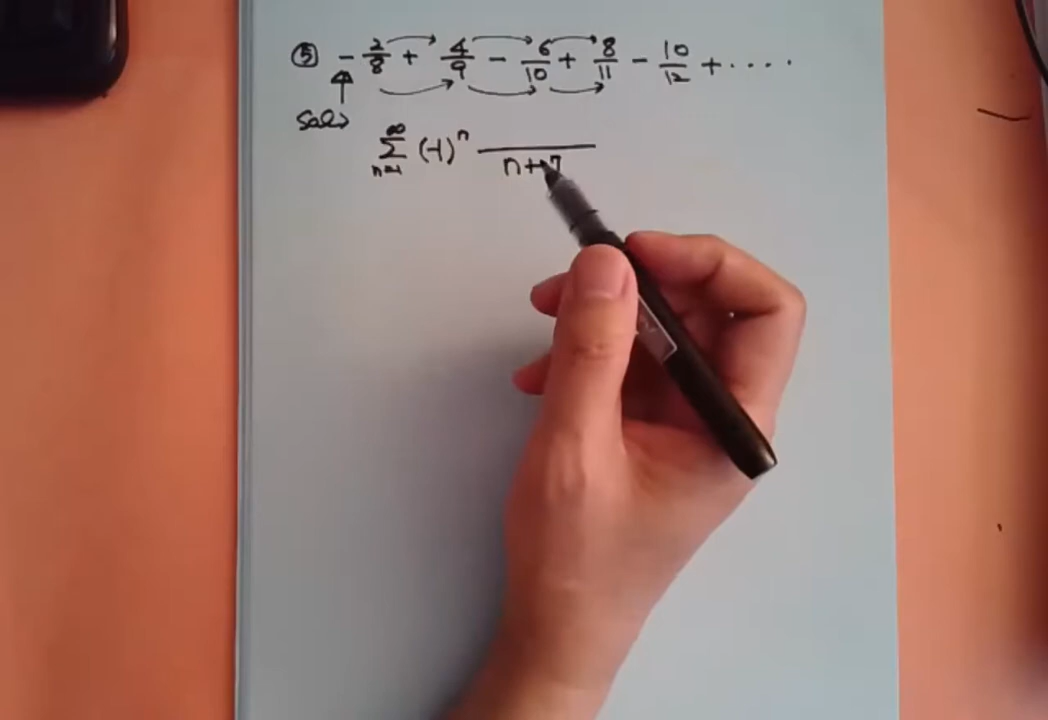 ⑤ - 2/8 + 4/9 - 6/10 + 8/11 - 10/12 + ....
Sol>
∞
Σ (-1)ⁿ ———
n=1 n+7